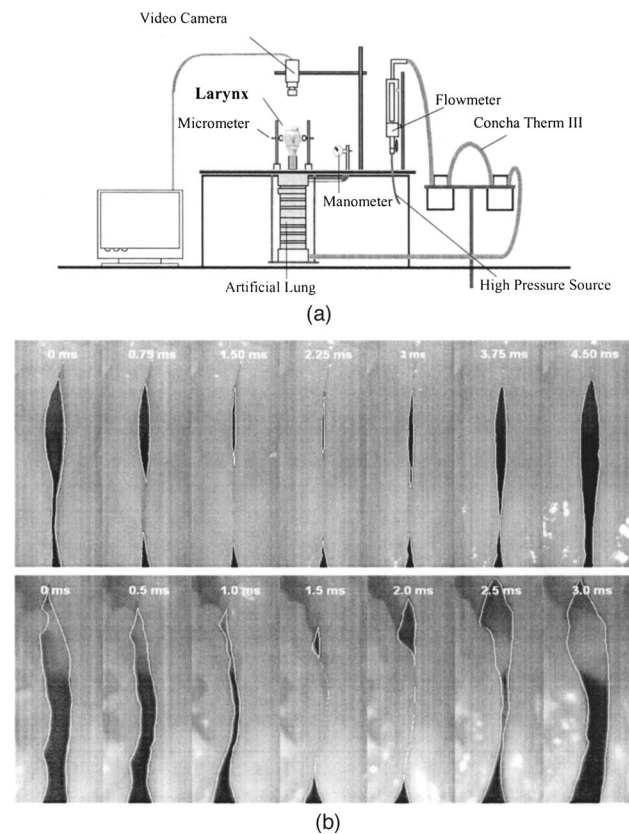 Video Camera
Larynx
Micrometer
Flowmeter
Concha Therm III
Manometer
Artificial Lung
High Pressure Source
(a)
0 ms 0.75 ms 1.50 ms 2.25 ms 3 ms 3.75 ms 4.50 ms
0 ms 0.5 ms 1.0 ms 1.5 ms 2.0 ms 2.5 ms 3.0 ms
(b)